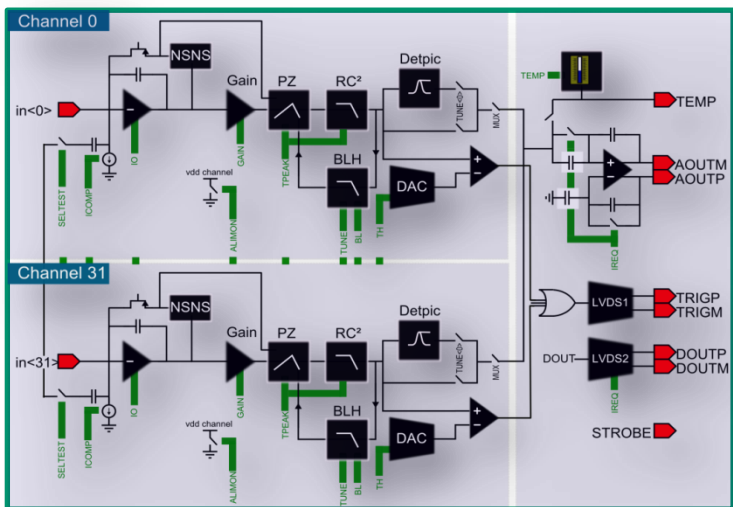 Channel 0
NSNS
Gain
PZ
RC²
Detpic
TEMP
TEMP
in<0>
IO
GAIN
TPEAK
TUNE<0>
MUX
BLH
DAC
AOUTM
AOUTP
SELTEST
ICOMP
vdd channel
ALIMON
TUNE
BL
TH
IREQ
Channel 31
NSNS
Gain
PZ
RC²
Detpic
LVDS1
TRIGP
TRIGM
in<31>
IO
GAIN
TPEAK
TUNE<0>
MUX
DOUT
LVDS2
DOUTP
DOUTM
BLH
DAC
IREQ
SELTEST
ICOMP
vdd channel
ALIMON
TUNE
BL
TH
STROBE